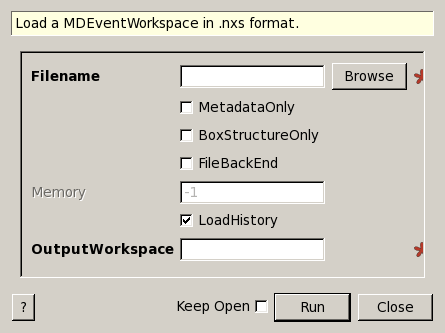 Load a MDEventWorkspace in .nxs format.
Filename Browse
MetadataOnly
BoxStructureOnly
FileBackEnd
Memory -1
LoadHistory
OutputWorkspace
? Keep Open Run Close